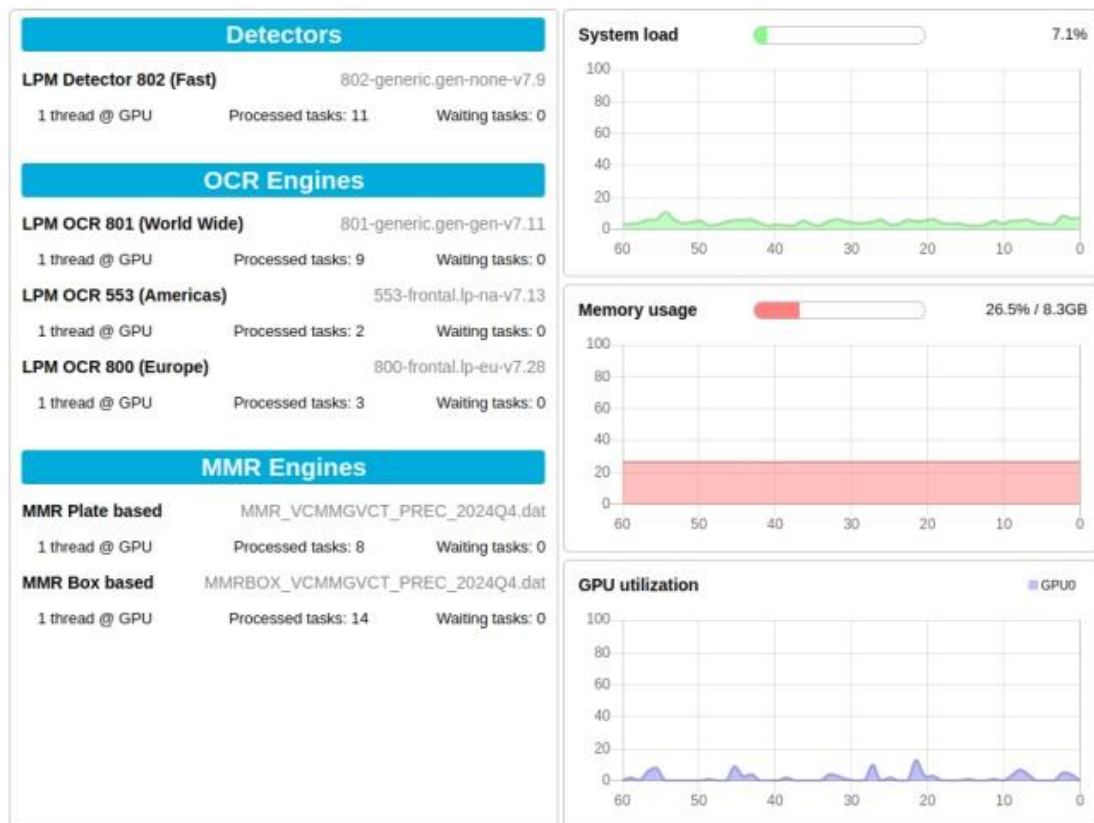 Detectors
LPM Detector 802 (Fast) 802-generic.gen-none-v7.9
1 thread @ GPU Processed tasks: 11 Waiting tasks: 0
OCR Engines
LPM OCR 801 (World Wide) 801-generic.gen-gen-v7.11
1 thread @ GPU Processed tasks: 9 Waiting tasks: 0
LPM OCR 553 (Americas) 553-frontal.lp-na-v7.13
1 thread @ GPU Processed tasks: 2 Waiting tasks: 0
LPM OCR 800 (Europe) 800-frontal.lp-eu-v7.28
1 thread @ GPU Processed tasks: 3 Waiting tasks: 0
MMR Engines
MMR Plate based MMR_VCMMGVCT_PREC_2024Q4.dat
1 thread @ GPU Processed tasks: 8 Waiting tasks: 0
MMR Box based MMRBOX_VCMMGVCT_PREC_2024Q4.dat
1 thread @ GPU Processed tasks: 14 Waiting tasks: 0
System load 7.1%
100
80
60
40
20
0
60 50 40 30 20 10 0
Memory usage 26.5% / 8.3GB
100
80
60
40
20
0
60 50 40 30 20 10 0
GPU utilization GPU0
100
80
60
40
20
0
60 50 40 30 20 10 0